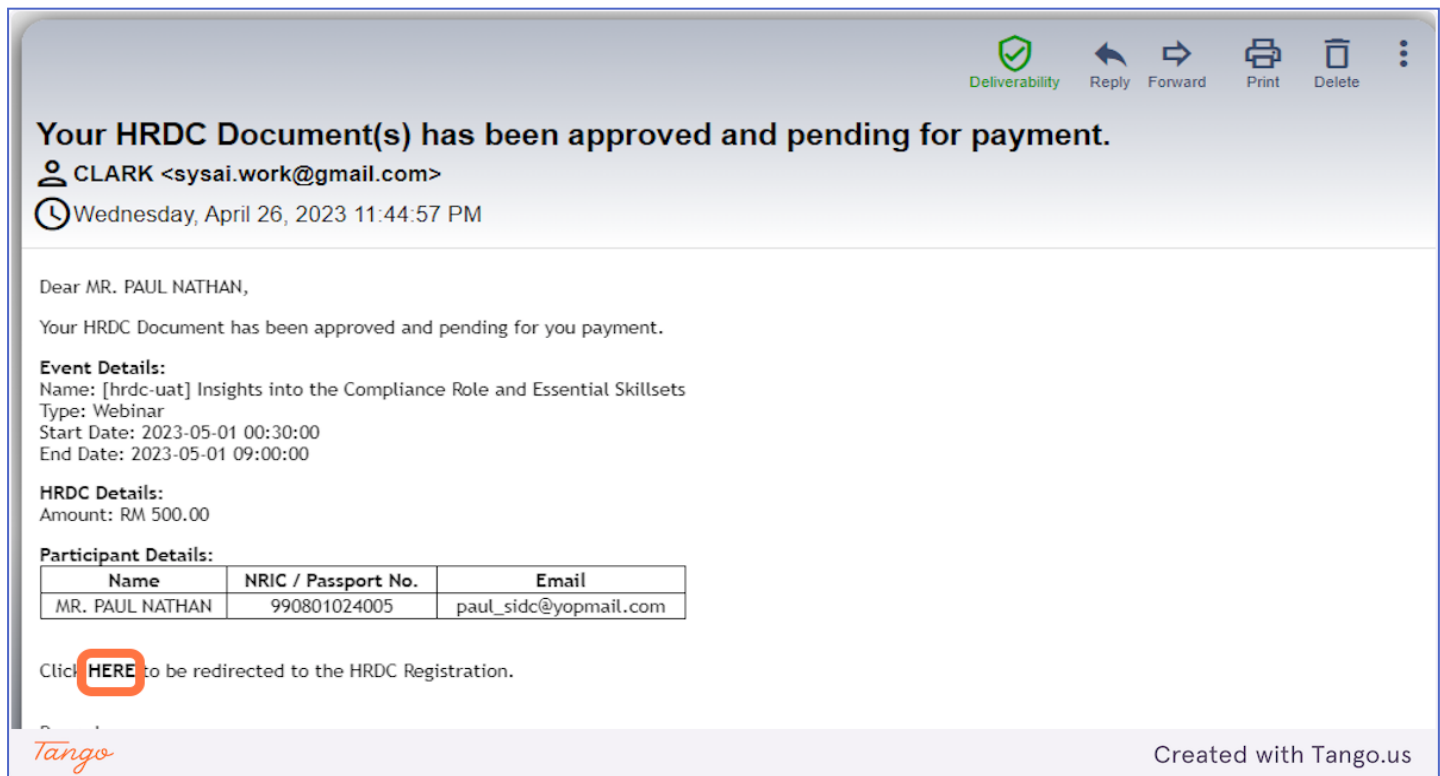 Deliverability Reply Forward Print Delete
Your HRDC Document(s) has been approved and pending for payment.
CLARK <sysai.work@gmail.com>
Wednesday, April 26, 2023 11:44:57 PM
Dear MR. PAUL NATHAN,
Your HRDC Document has been approved and pending for you payment.
Event Details:
Name: [hrdc-uat] Insights into the Compliance Role and Essential Skillsets
Type: Webinar
Start Date: 2023-05-01 00:30:00
End Date: 2023-05-01 09:00:00
HRDC Details:
Amount: RM 500.00
Participant Details:
Name NRIC / Passport No. Email
MR. PAUL NATHAN 990801024005 paul_sidc@yopmail.com
Click HERE to be redirected to the HRDC Registration.
Tango Created with Tango.us